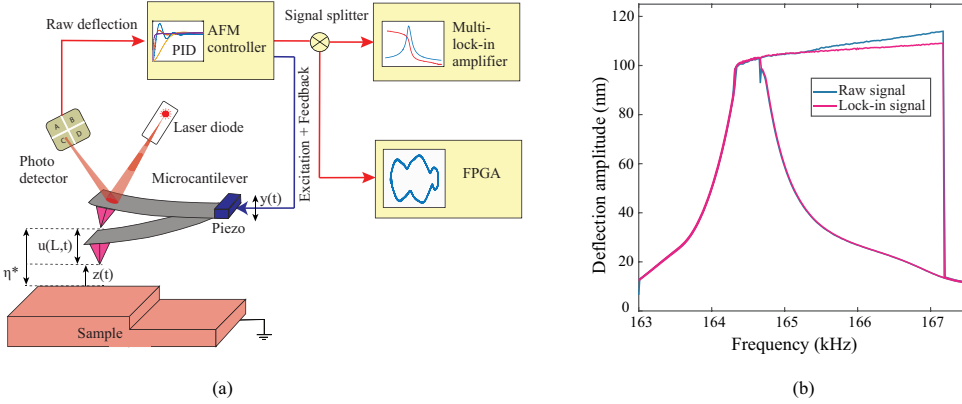 Raw deflection
AFM
controller
PID
Signal splitter
Multi-
lock-in
amplifier
A
B
C
D
Laser diode
Photo
detector
Microcantilever
Excitation + Feedback
FPGA
y(t)
Piezo
u(L,t)
η*
z(t)
Sample
(a)
120
100
80
60
40
20
0
Deflection amplitude (nm)
Raw signal
Lock-in signal
163
164
165
166
167
Frequency (kHz)
(b)